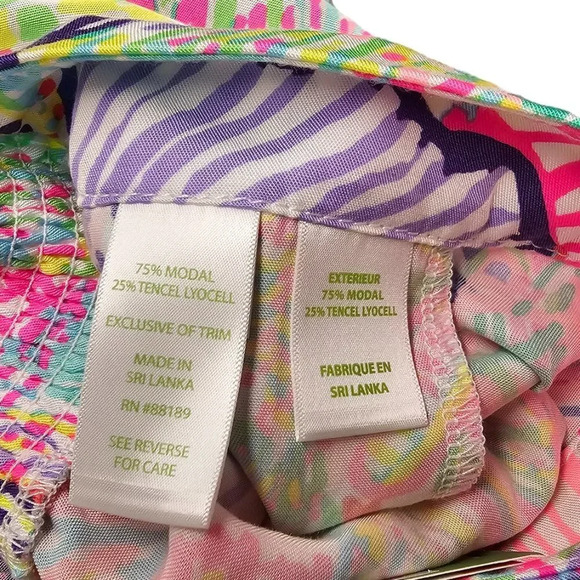 75% MODAL
25% TENCEL LYOCELL
EXCLUSIVE OF TRIM
MADE IN
SRI LANKA
RN #88189
SEE REVERSE
FOR CARE
EXTERIEUR
75% MODAL
25% TENCEL LYOCELL
FABRIQUE EN
SRI LANKA